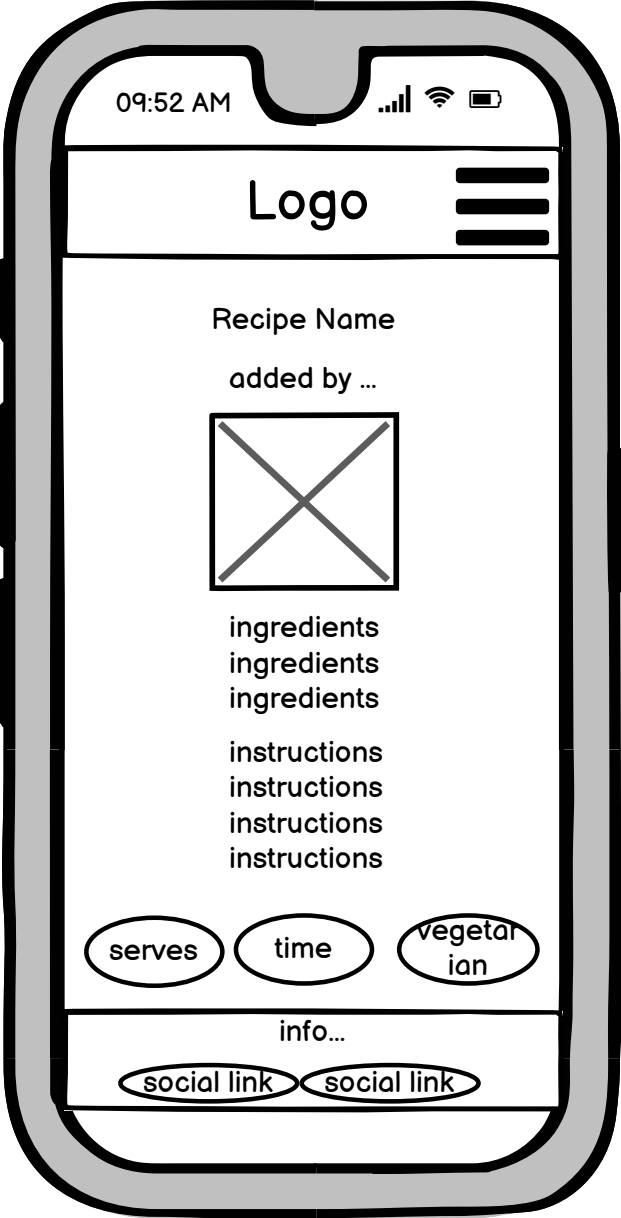 09:52 AM
Logo
Recipe Name
added by ...
ingredients
ingredients
ingredients
instructions
instructions
instructions
instructions
serves
time
vegetar
ian
info...
social link
social link